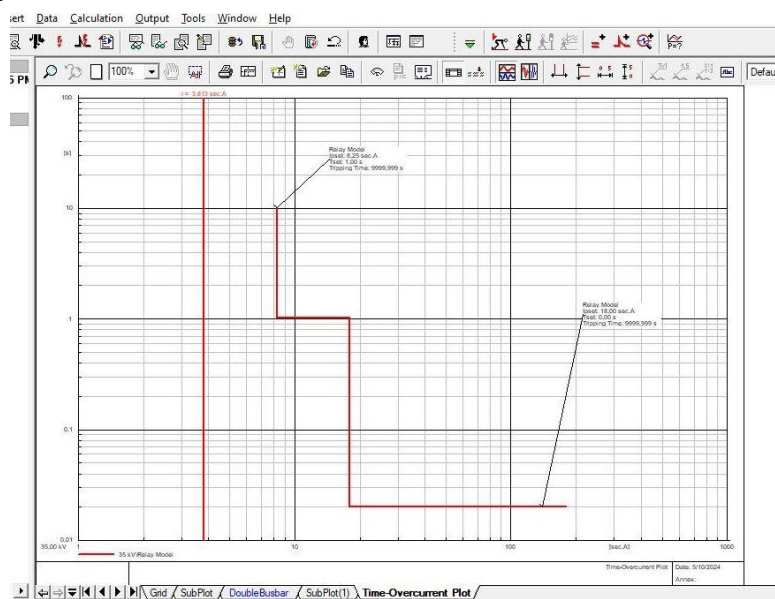 sert Data Calculation Output Tools Window Help
100%
Abc
Defau
5 PM
I = 3,813 sec.A
100
[s]
Relay Model
Ipset: 8,25 sec.A
Tset: 1,00 s
Tripping Time: 9999,999 s
10
Relay Model
Ipset: 18,00 sec.A
Tset: 0,00 s
Tripping Time: 9999,999 s
1
0,1
0,01
35,00 kV 1 10 100 [sec.A] 1000
35 kV\Relay Model
Time-Overcurrent Plot Date: 5/10/2024
Annex:
Grid SubPlot DoubleBusbar SubPlot(1) Time-Overcurrent Plot